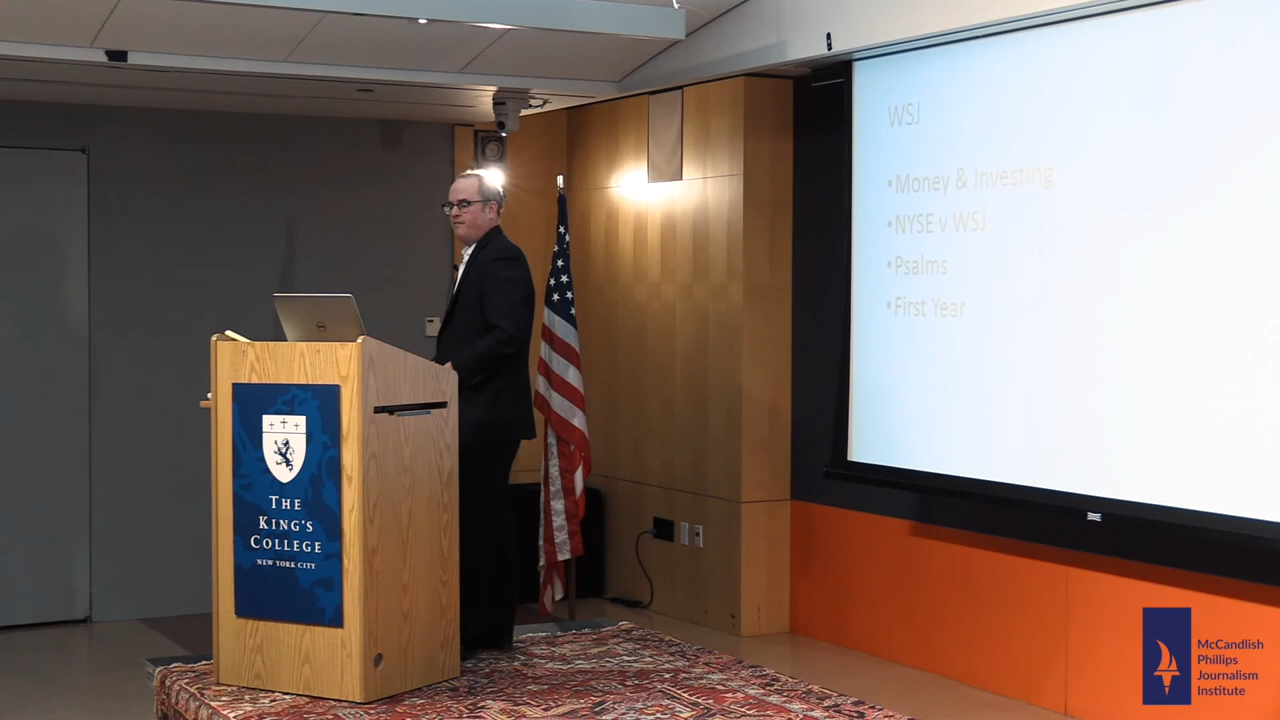 WSJ
•Money & Investing
•NYSE v WSJ
•Psalms
•First Year
THE
KING'S
COLLEGE
NEW YORK CITY
McCandlish
Phillips
Journalism
Institute